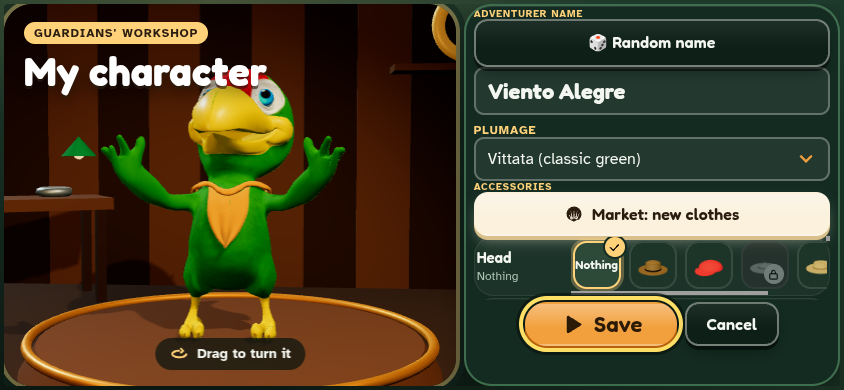 GUARDIANS' WORKSHOP
My character
Drag to turn it
ADVENTURER NAME
🎲 Random name
Viento Alegre
PLUMAGE
Vittata (classic green)
ACCESSORIES
Market: new clothes
Head
Nothing
Nothing
Save
Cancel